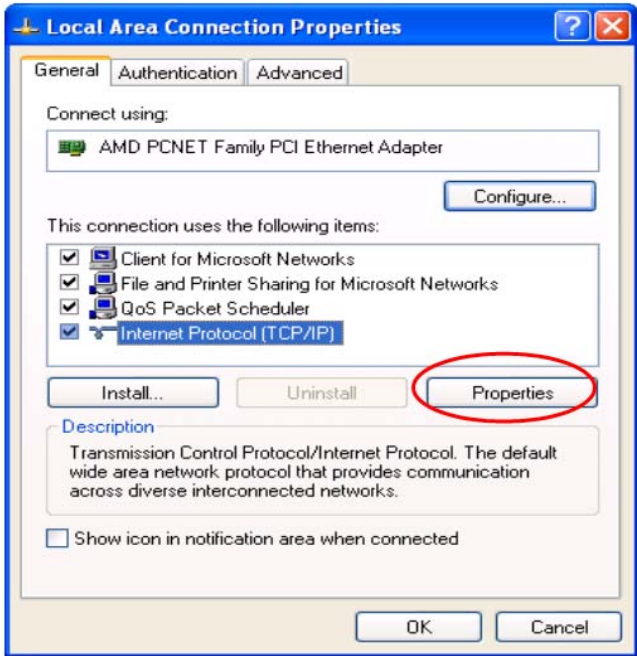 Local Area Connection Properties
General Authentication Advanced
Connect using:
AMD PCNET Family PCI Ethernet Adapter
Configure...
This connection uses the following items:
Client for Microsoft Networks
File and Printer Sharing for Microsoft Networks
QoS Packet Scheduler
Internet Protocol (TCP/IP)
Install... Uninstall Properties
Description
Transmission Control Protocol/Internet Protocol. The default
wide area network protocol that provides communication
across diverse interconnected networks.
Show icon in notification area when connected
OK Cancel